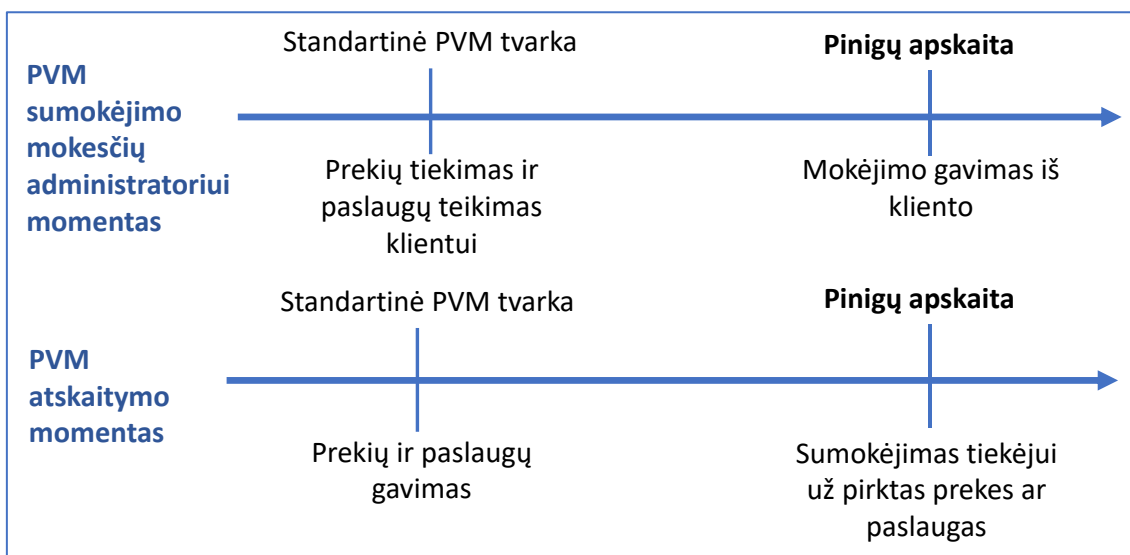 Standartinė PVM tvarka
Pinigų apskaita
PVM
sumokėjimo
mokesčių
administratoriui
momentas
Prekių tiekimas ir
paslaugų teikimas
klientui
Mokėjimo gavimas iš
kliento
Standartinė PVM tvarka
Pinigų apskaita
PVM
atskaitymo
momentas
Prekių ir paslaugų
gavimas
Sumokėjimas tiekėjui
už pirktas prekes ar
paslaugas